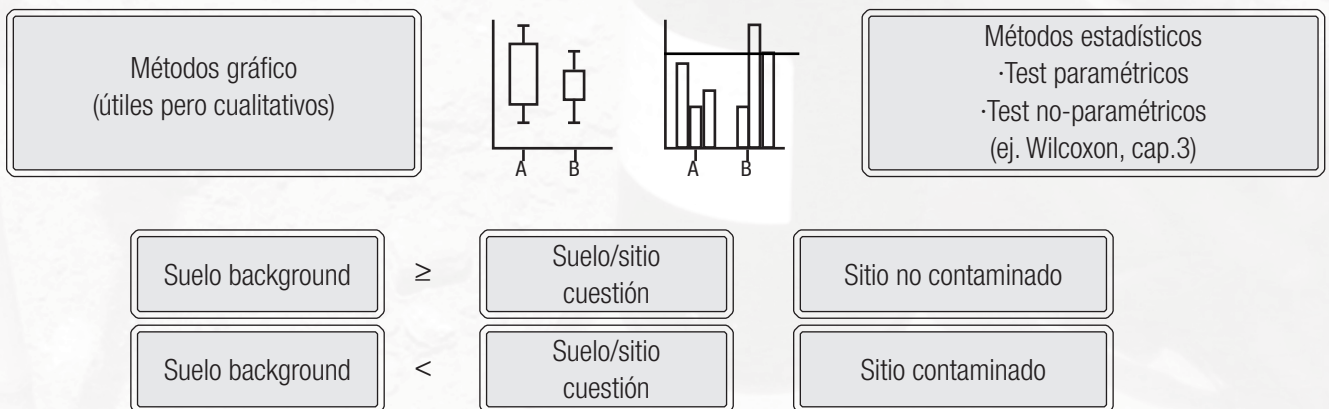 Métodos gráfico
(útiles pero cualitativos)
A B
A B
Métodos estadísticos
·Test paramétricos
·Test no-paramétricos
(ej. Wilcoxon, cap.3)
Suelo background
≥
Suelo/sitio
cuestión
Sitio no contaminado
Suelo background
<
Suelo/sitio
cuestión
Sitio contaminado